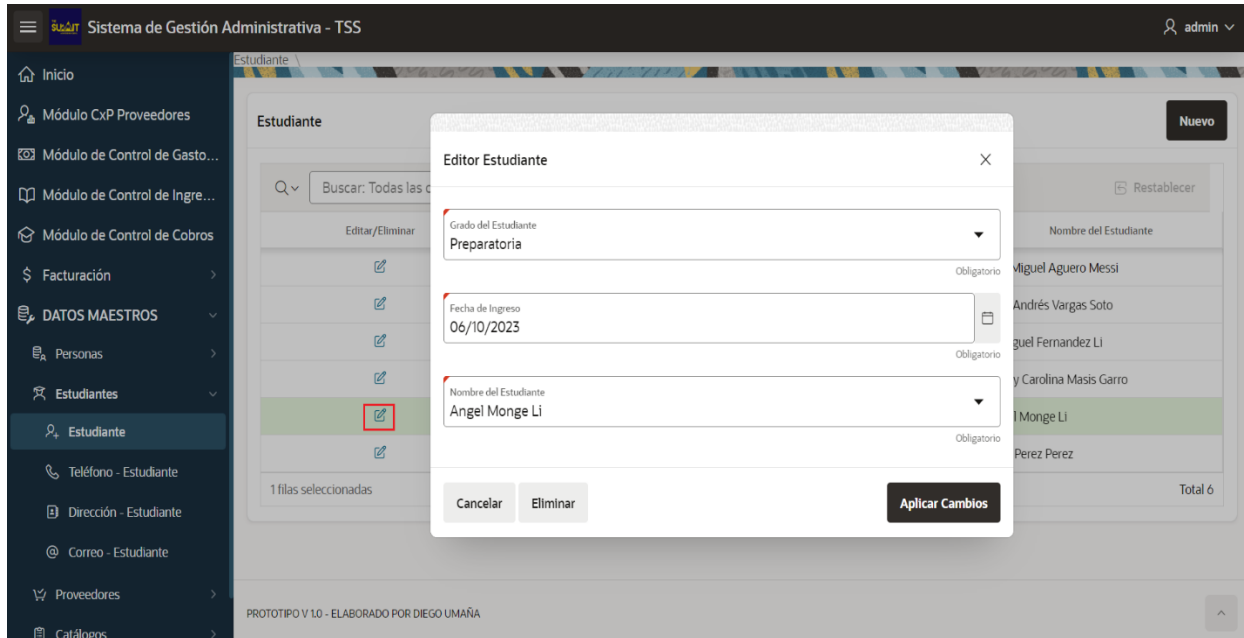 SUMMIT Sistema de Gestión Administrativa - TSS
admin
Inicio
Módulo CxP Proveedores
Módulo de Control de Gasto...
Módulo de Control de Ingre...
Módulo de Control de Cobros
$ Facturación
DATOS MAESTROS
Personas
Estudiantes
Estudiante
Teléfono - Estudiante
Dirección - Estudiante
@ Correo - Estudiante
Proveedores
Catálogos
Estudiante \
Estudiante
Nuevo
Buscar: Todas las c
Restablecer
Editar/Eliminar
Nombre del Estudiante
Miguel Aguero Messi
Andrés Vargas Soto
guel Fernandez Li
y Carolina Masis Garro
l Monge Li
Perez Perez
1 filas seleccionadas
Total 6
Editor Estudiante
Grado del Estudiante
Preparatoria
Obligatorio
Fecha de Ingreso
06/10/2023
Obligatorio
Nombre del Estudiante
Angel Monge Li
Obligatorio
Cancelar
Eliminar
Aplicar Cambios
PROTOTIPO V 1.0 - ELABORADO POR DIEGO UMAÑA